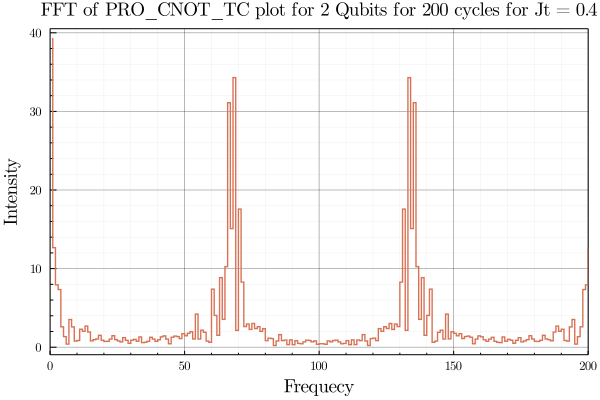 FFT of PRO_CNOT_TC plot for 2 Qubits for 200 cycles for Jt = 0.4
40
30
20
10
0
Intensity
0 50 100 150 200
Frequecy